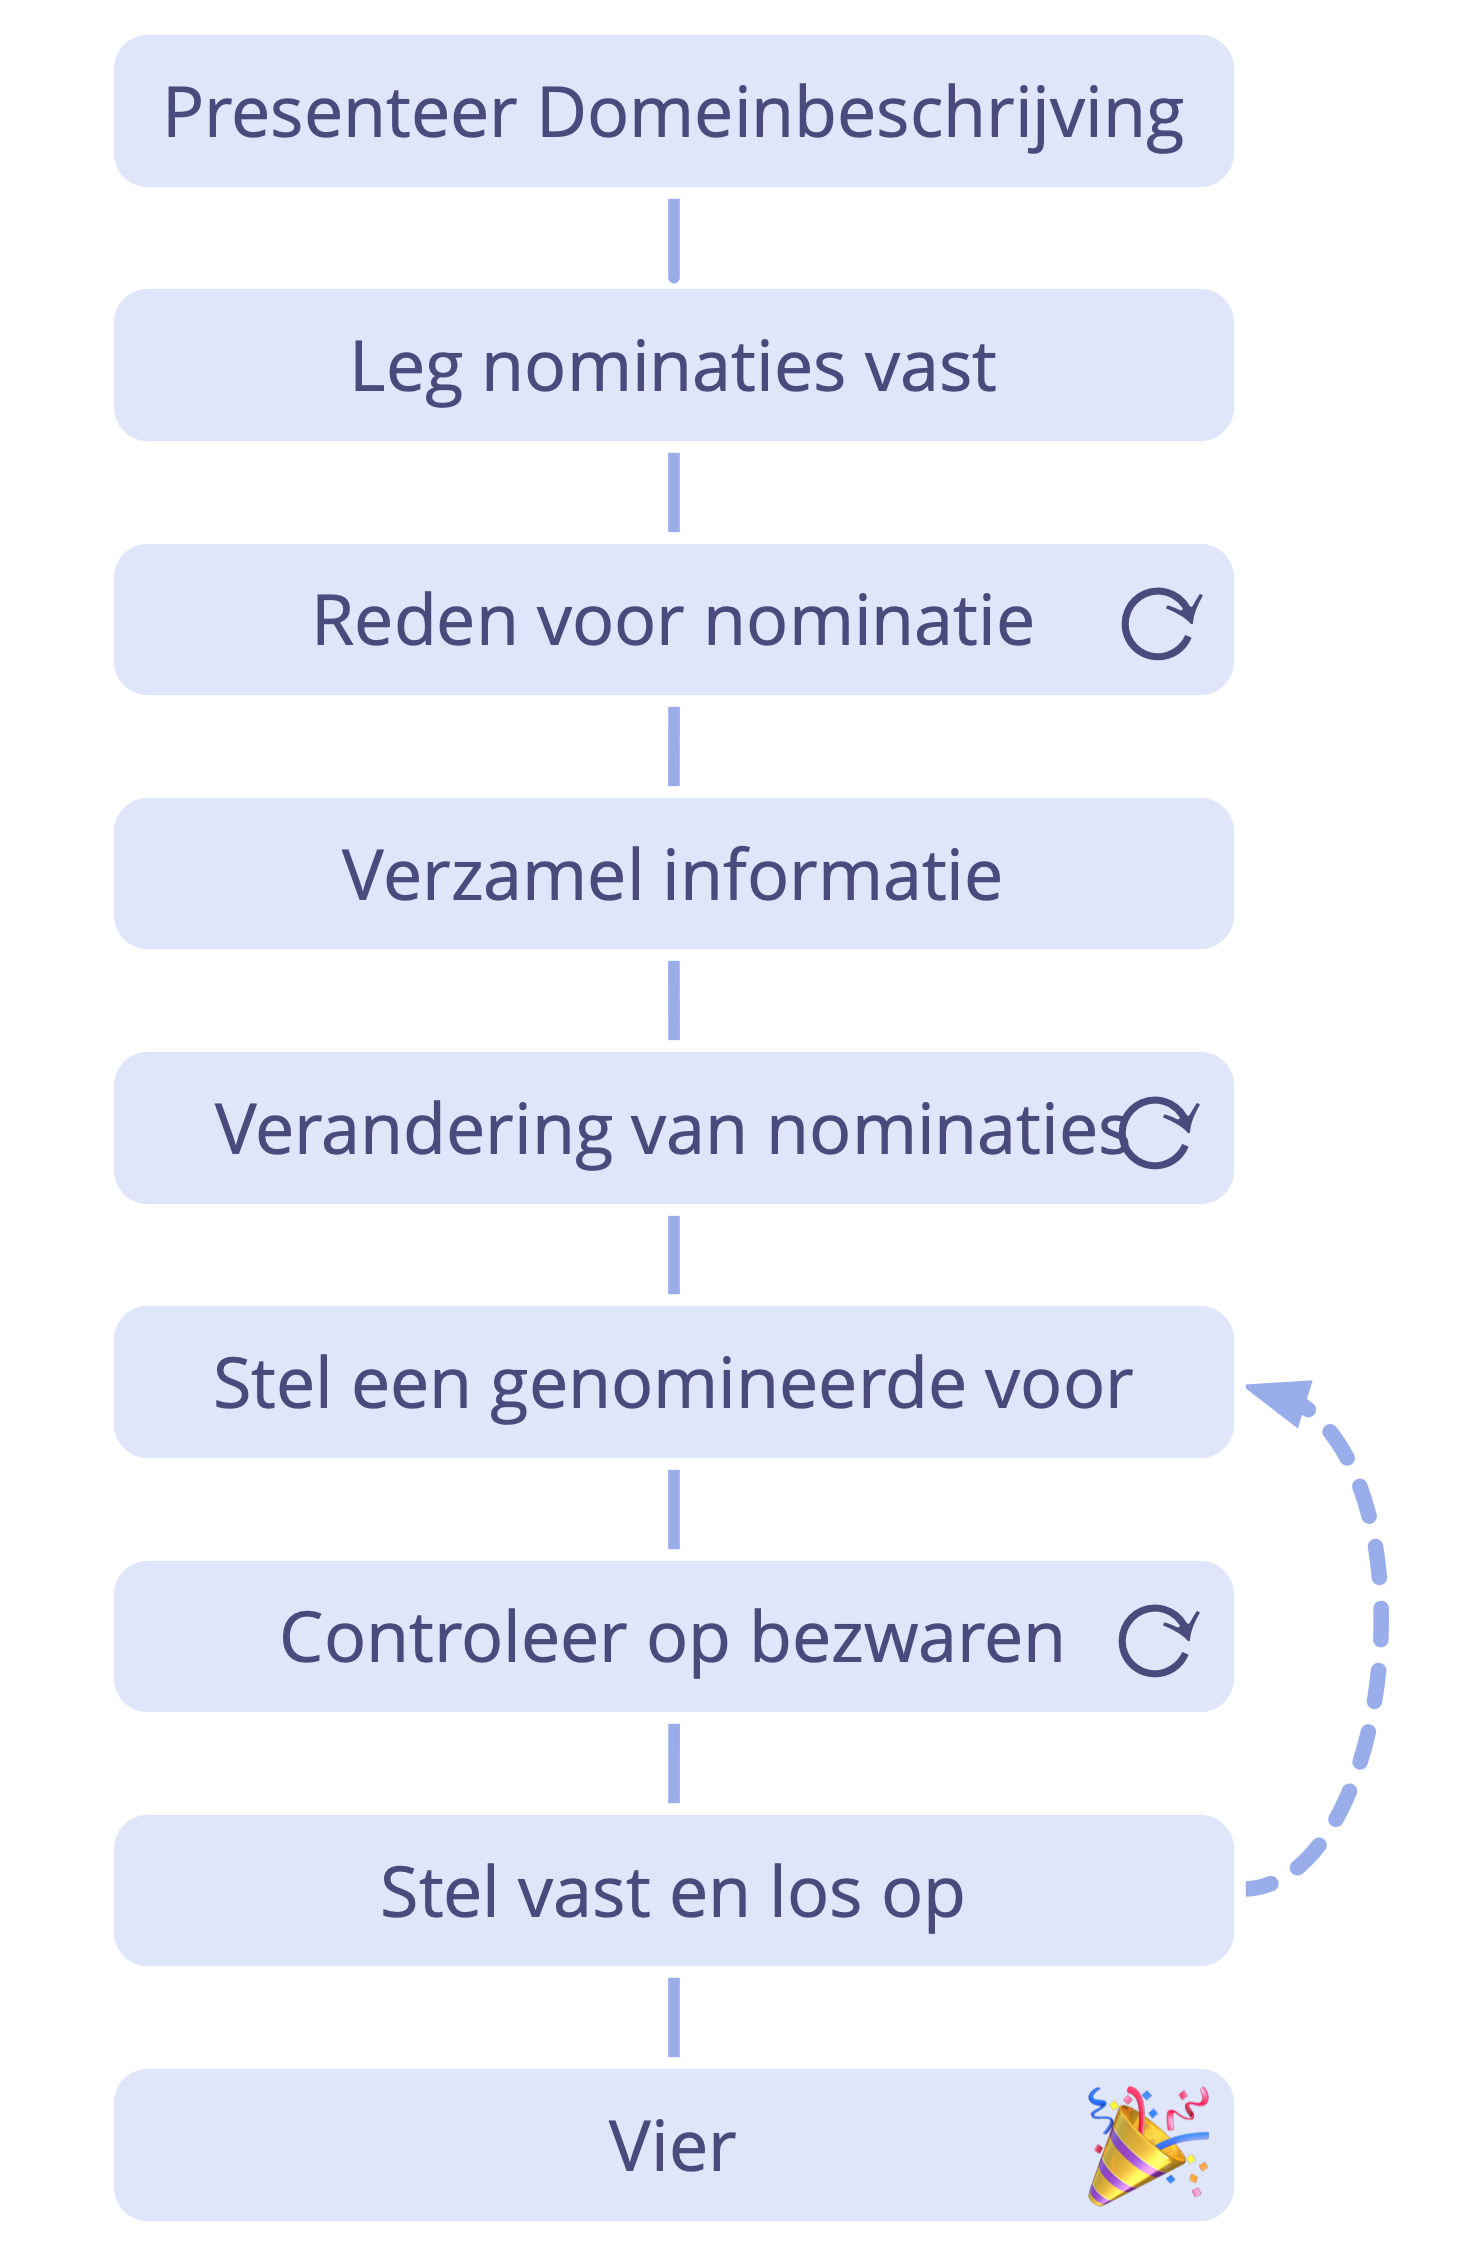 Presenteer Domeinbeschrijving
Leg nominaties vast
Reden voor nominatie
Verzamel informatie
Verandering van nominaties
Stel een genomineerde voor
Controleer op bezwaren
Stel vast en los op
Vier